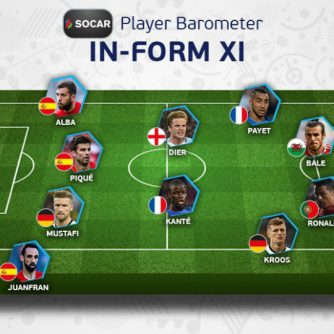 SOCAR Player Barometer
IN-FORM XI
ALBA
PIQUÉ
MUSTAFI
JUANFRAN
DIER
KANTÉ
PAYET
BALE
RONAL
KROOS